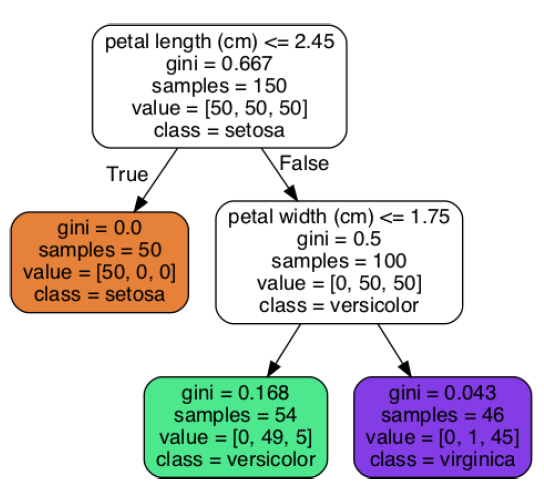 petal length (cm) <= 2.45
gini = 0.667
samples = 150
value = [50, 50, 50]
class = setosa
True
False
gini = 0.0
samples = 50
value = [50, 0, 0]
class = setosa
petal width (cm) <= 1.75
gini = 0.5
samples = 100
value = [0, 50, 50]
class = versicolor
gini = 0.168
samples = 54
value = [0, 49, 5]
class = versicolor
gini = 0.043
samples = 46
value = [0, 1, 45]
class = virginica